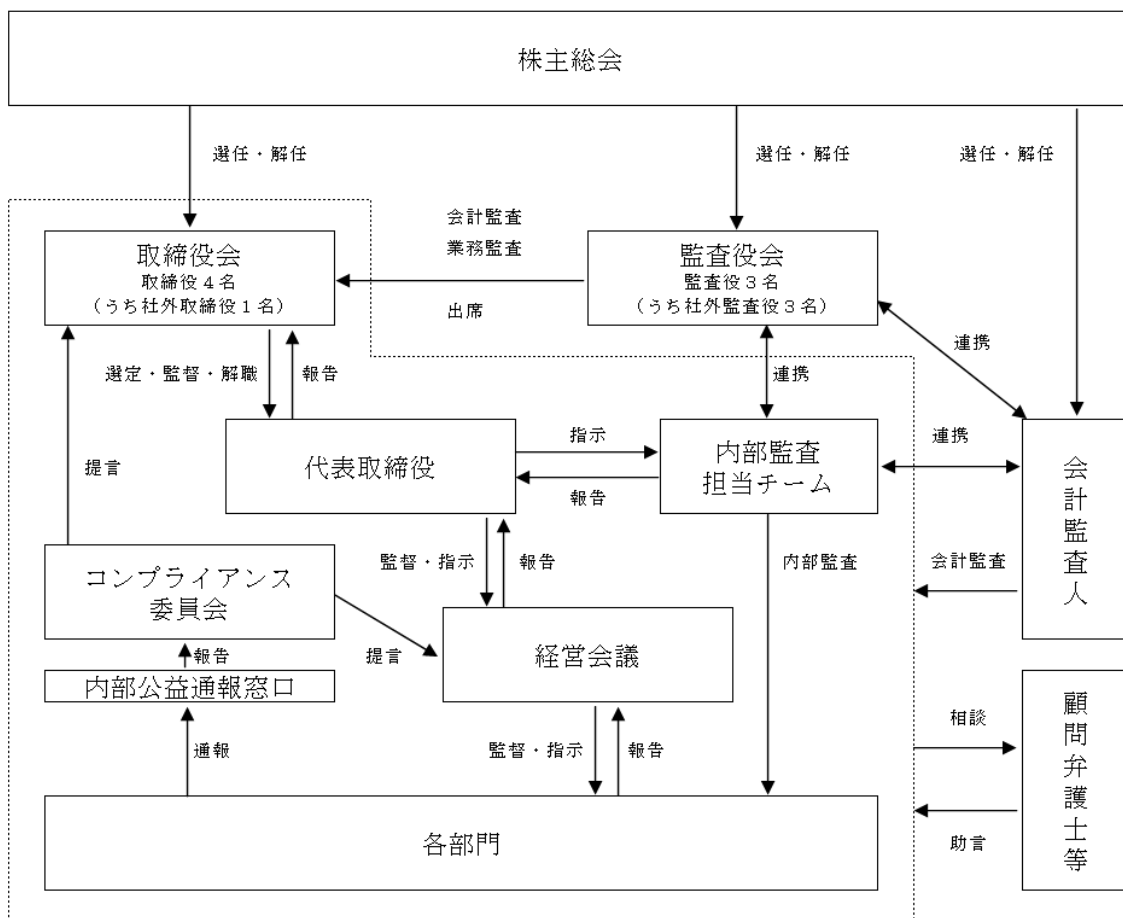 株主総会
選任・解任
選任・解任
選任・解任
取締役会
取締役４名
（うち社外取締役１名）
会計監査
業務監査
出席
監査役会
監査役３名
（うち社外監査役３名）
連携
選定・監督・解職
報告
連携
提言
代表取締役
指示
報告
内部監査
担当チーム
連携
会計監査人
監督・指示
報告
内部監査
会計監査
コンプライアンス
委員会
提言
経営会議
報告
内部公益通報窓口
通報
監督・指示
報告
相談
助言
顧問弁護士等
各部門